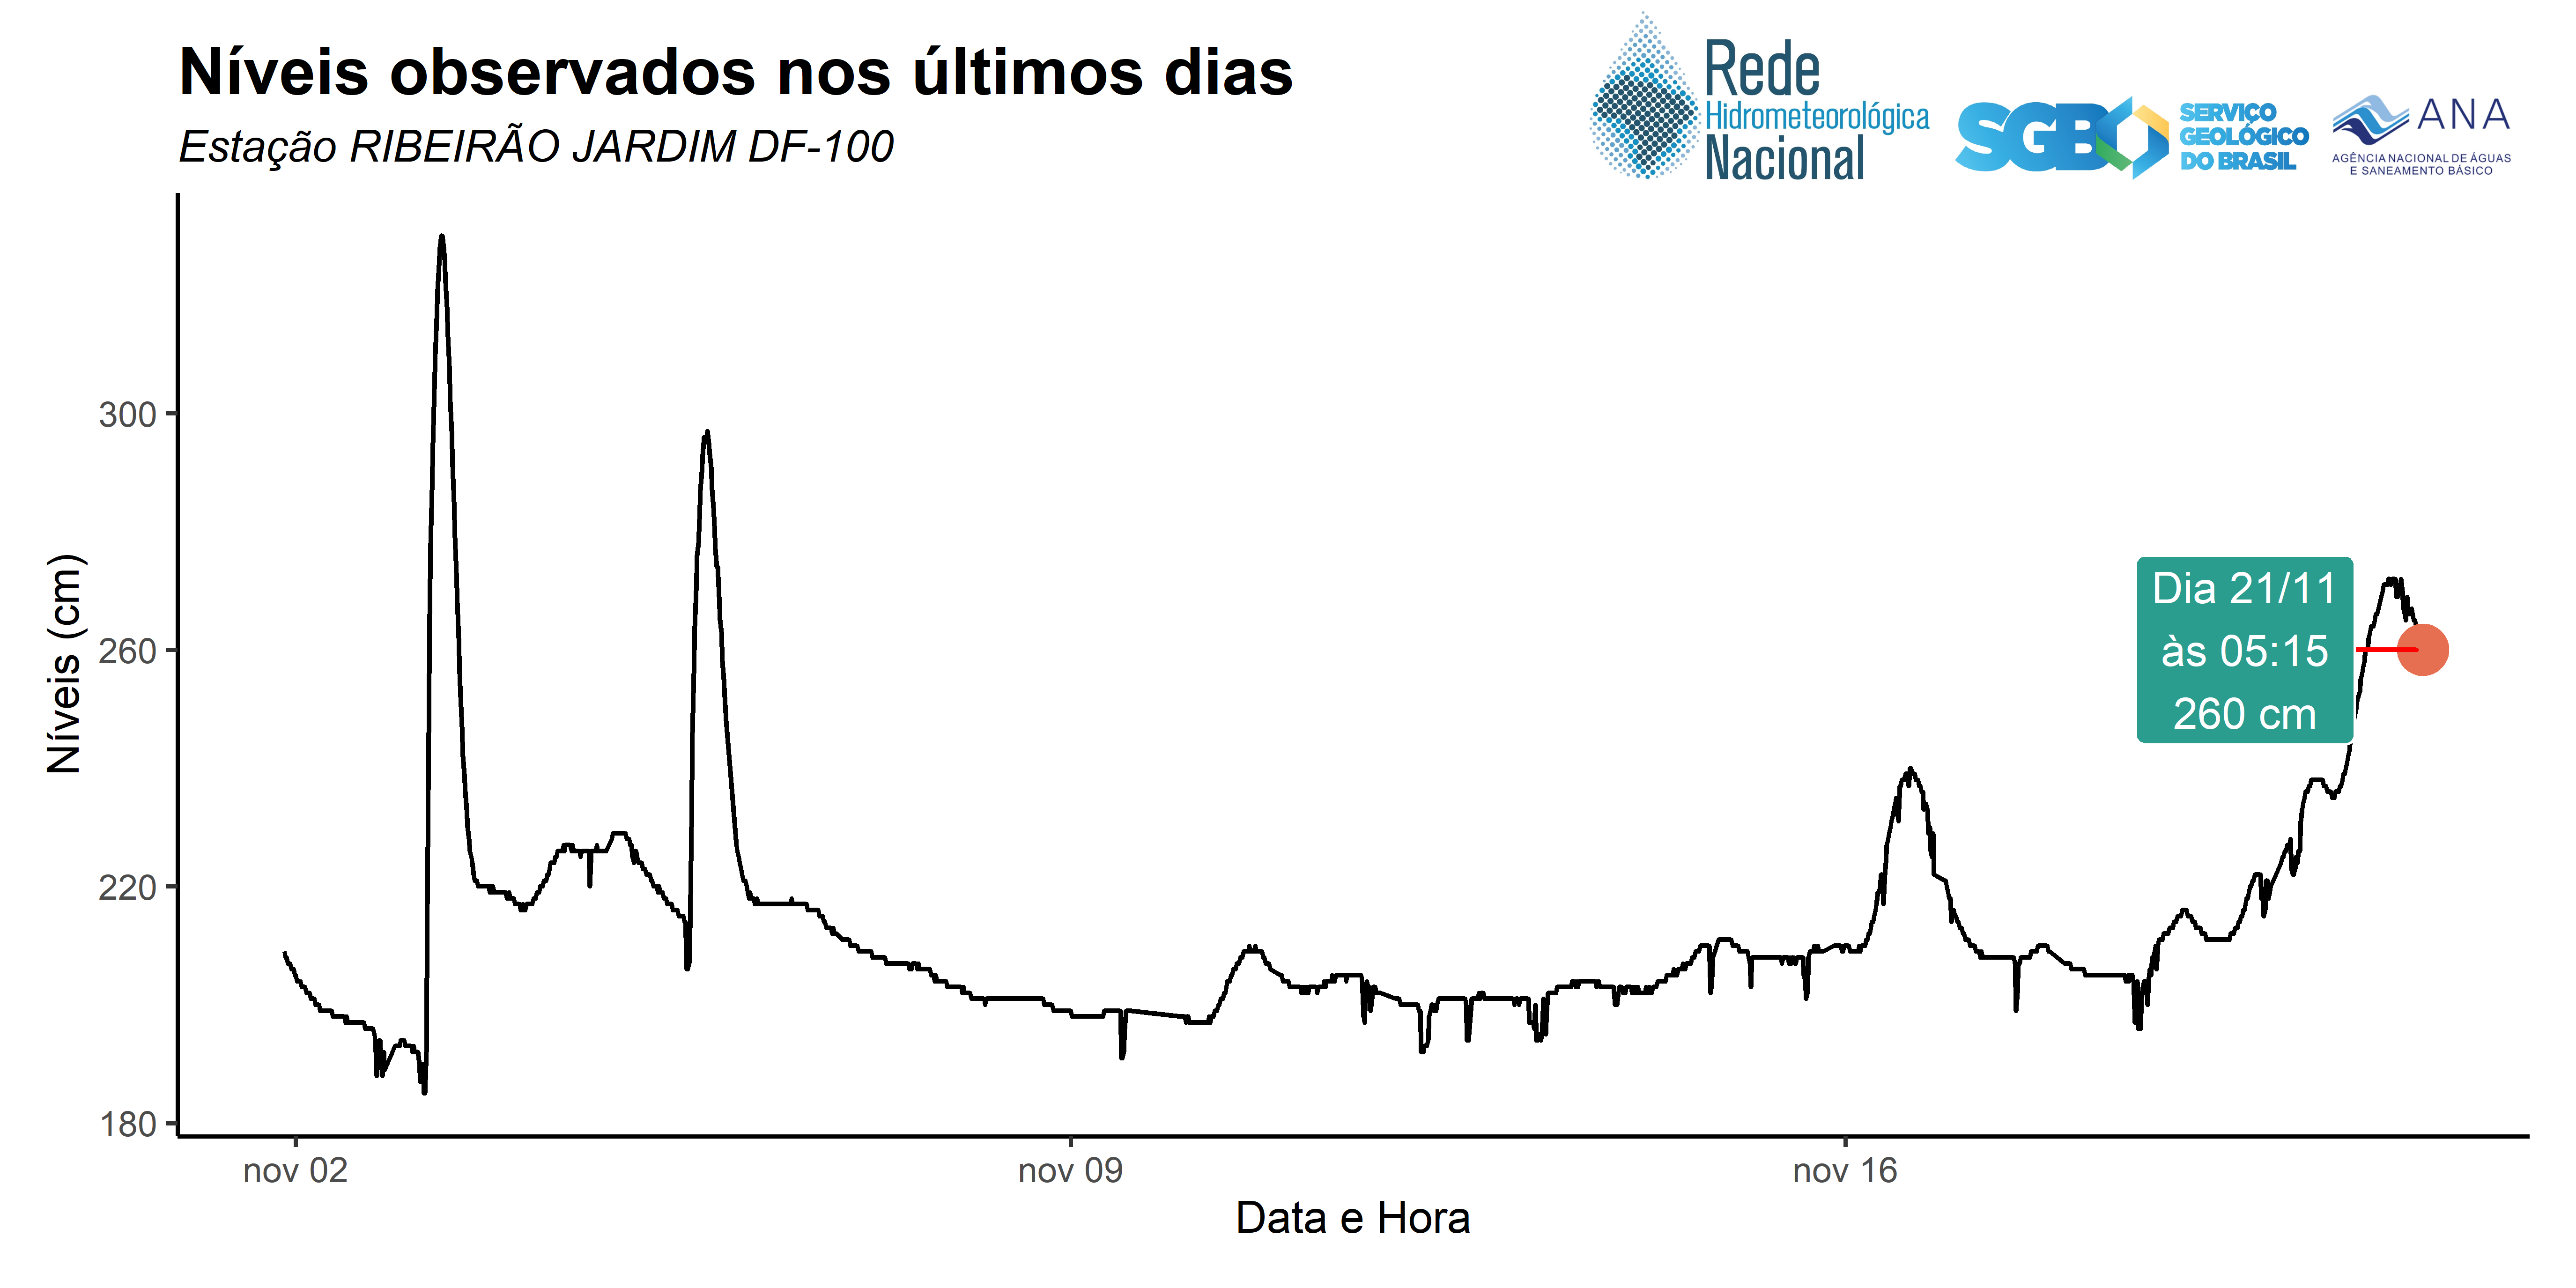 Níveis observados nos últimos dias
Estação RIBEIRÃO JARDIM DF-100
Rede
Hidrometeorológica
Nacional
SGB
SERVIÇO
GEOLÓGICO
DO BRASIL
ANA
AGÊNCIA NACIONAL DE ÁGUAS
E SANEAMENTO BÁSICO
Níveis (cm)
300
260
220
180
Dia 21/11
às 05:15
260 cm
nov 02
nov 09
nov 16
Data e Hora